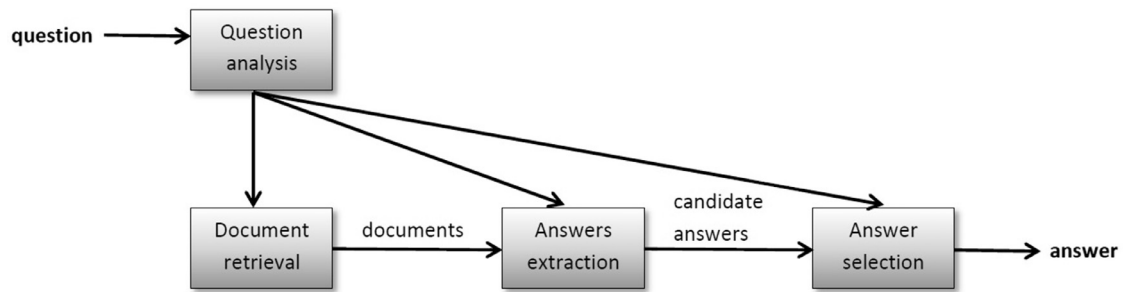 question
Question
analysis
Document
retrieval
documents
Answers
extraction
candidate
answers
Answer
selection
answer